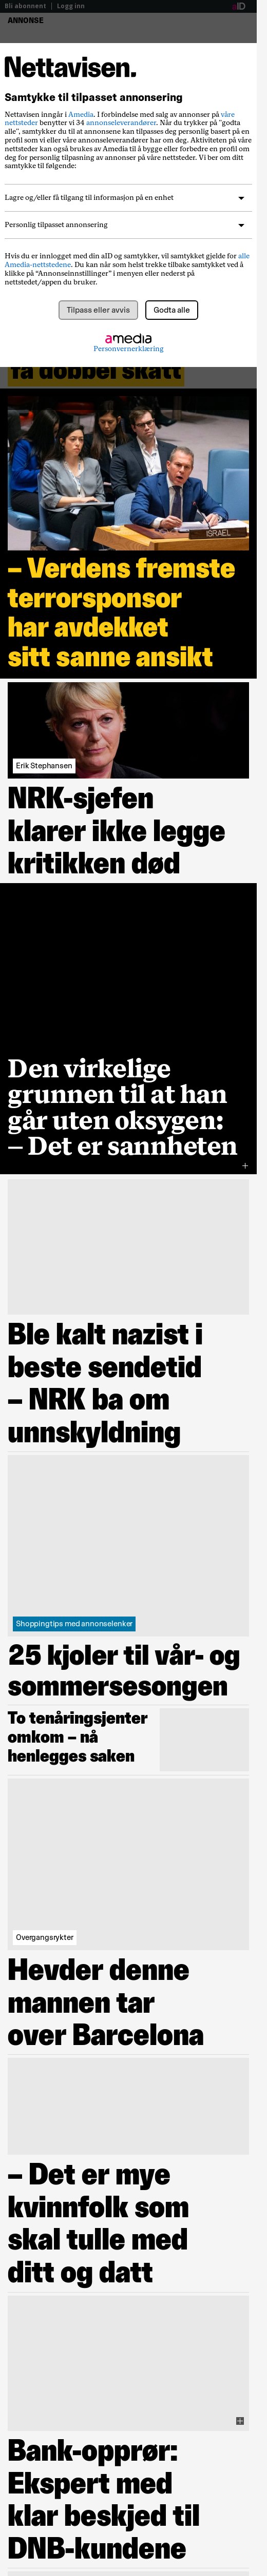 Bli abonnent | Logg inn
aID
ANNONSE
Nettavisen.
Samtykke til tilpasset annonsering
Nettavisen inngår i Amedia. I forbindelse med salg av annonser på våre
nettsteder benytter vi 34 annonseleverandører. Når du trykker på "godta
alle", samtykker du til at annonsene kan tilpasses deg personlig basert på en
profil som vi eller våre annonseleverandører har om deg. Aktiviteten på våre
nettsteder kan også brukes av Amedia til å bygge eller forbedre en profil om
deg for personlig tilpasning av annonser på våre nettsteder. Vi ber om ditt
samtykke til følgende:
Lagre og/eller få tilgang til informasjon på en enhet
Personlig tilpasset annonsering
Hvis du er innlogget med din aID og samtykker, vil samtykket gjelde for alle
Amedia-nettstedene. Du kan når som helst trekke tilbake samtykket ved å
klikke på “Annonseinnstillinger” i menyen eller nederst på
nettstedet/appen du bruker.
Tilpass eller avvis
Godta alle
amedia
Personvernerklæring
få dobbel skatt
ISRAEL
– Verdens fremste
terrorsponsor
har avdekket
sitt sanne ansikt
Erik Stephansen
NRK-sjefen
klarer ikke legge
kritikken død
Den virkelige
grunnen til at han
går uten oksygen:
– Det er sannheten
Ble kalt nazist i
beste sendetid
– NRK ba om
unnskyldning
Shoppingtips med annonselenker
25 kjoler til vår- og
sommersesongen
To tenåringsjenter
omkom – nå
henlegges saken
Overgangsrykter
Hevder denne
mannen tar
over Barcelona
– Det er mye
kvinnfolk som
skal tulle med
ditt og datt
Bank-opprør:
Ekspert med
klar beskjed til
DNB-kundene